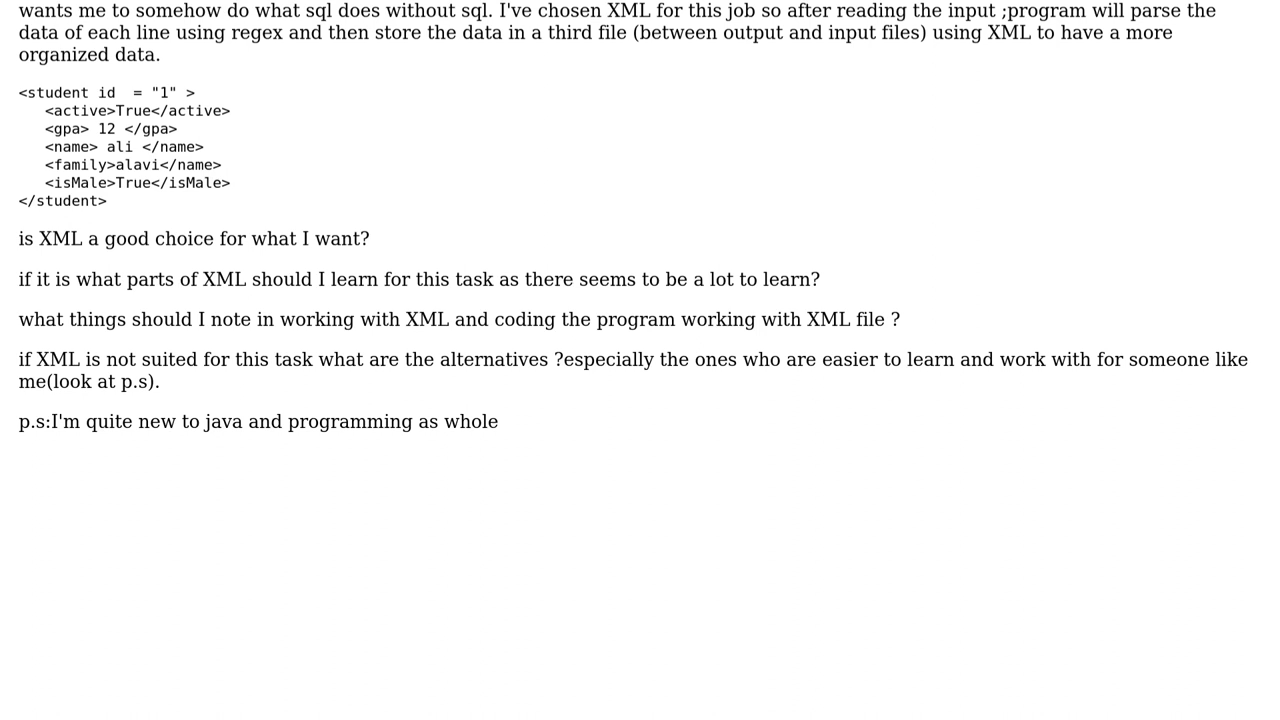 wants me to somehow do what sql does without sql. I've chosen XML for this job so after reading the input ;program will parse the
data of each line using regex and then store the data in a third file (between output and input files) using XML to have a more
organized data.
<student id  = "1" >
   <active>True</active>
   <gpa> 12 </gpa>
   <name> ali </name>
   <family>alavi</name>
   <isMale>True</isMale>
</student>
is XML a good choice for what I want?
if it is what parts of XML should I learn for this task as there seems to be a lot to learn?
what things should I note in working with XML and coding the program working with XML file ?
if XML is not suited for this task what are the alternatives ?especially the ones who are easier to learn and work with for someone like
me(look at p.s).
p.s:I'm quite new to java and programming as whole